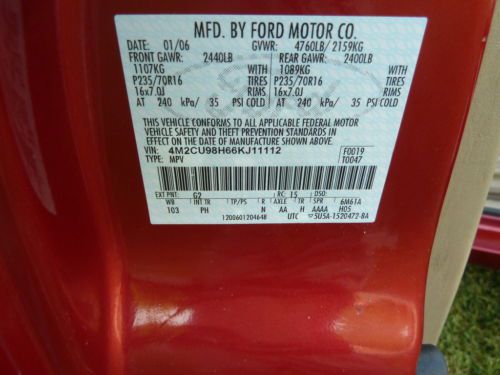 MFD. BY FORD MOTOR CO.
DATE: 01/06 GVWR: 4760LB/ 2159KG
FRONT GAWR: 2440LB REAR GAWR: 2400LB
1107KG WITH 1089KG WITH
P235/70R16 TIRES P235/70R16 TIRES
16x7.0J RIMS 16x7.0J RIMS
AT 240 kPa/ 35 PSI COLD AT 240 kPa/ 35 PSI COLD
THIS VEHICLE CONFORMS TO ALL APPLICABLE FEDERAL MOTOR
VEHICLE SAFETY AND THEFT PREVENTION STANDARDS IN
EFFECT ON THE DATE OF MANUFACTURE SHOWN ABOVE.
VIN: 4M2CU98H66KJ11112 F0019
TYPE: MPV T0047
EXT PNT: G2 RC: 15 DSO:
WB INT TR TP/PS R AXLE TR SPR 6M61A
103 PH N AA H AAAA H05
120060120464B UTC 5U5A-1520472-BA